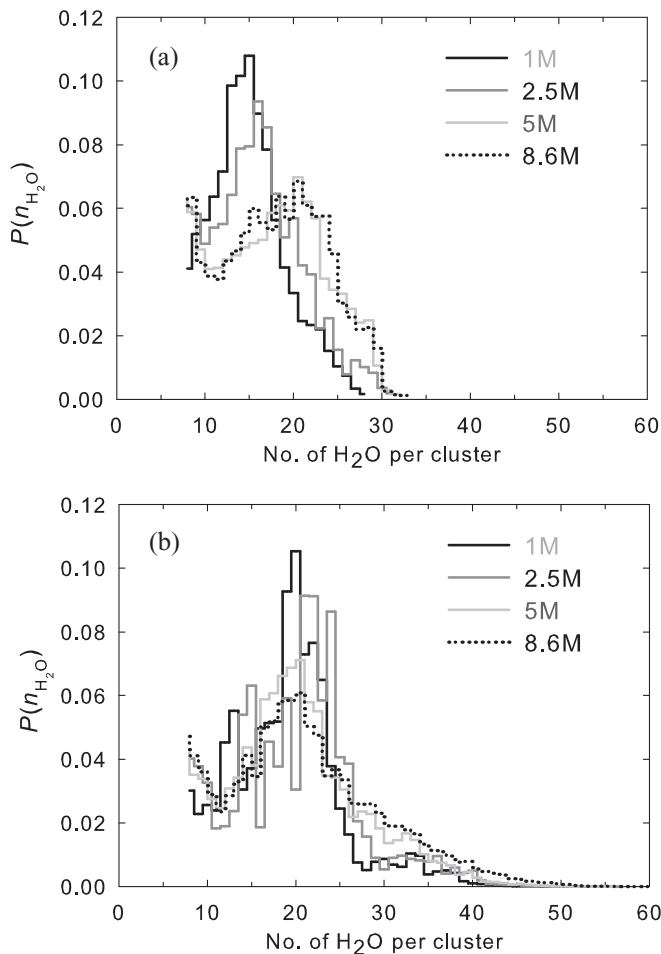 0.12
(a)
1M
2.5M
5M
8.6M
0.10
0.08
0.06
0.04
0.02
0.00
P(nH₂O)
0 10 20 30 40 50 60
No. of H₂O per cluster
0.12
(b)
1M
2.5M
5M
8.6M
0.10
0.08
0.06
0.04
0.02
0.00
P(nH₂O)
0 10 20 30 40 50 60
No. of H₂O per cluster